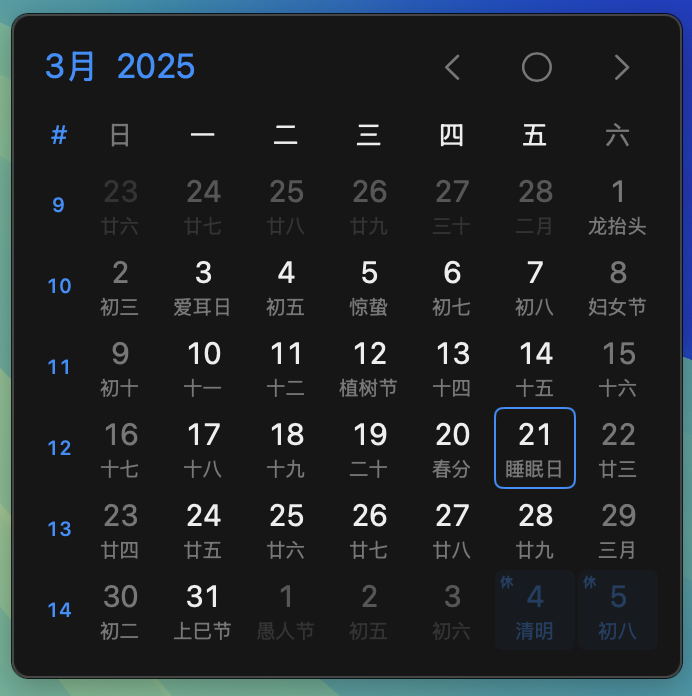 3月 2025
# 日 一 二 三 四 五 六
9 23 24 25 26 27 28 1
廿六 廿七 廿八 廿九 三十 二月 龙抬头
10 2 3 4 5 6 7 8
初三 爱耳日 初五 惊蛰 初七 初八 妇女节
11 9 10 11 12 13 14 15
初十 十一 十二 植树节 十四 十五 十六
12 16 17 18 19 20 21 22
十七 十八 十九 二十 春分 睡眠日 廿三
13 23 24 25 26 27 28 29
廿四 廿五 廿六 廿七 廿八 廿九 三月
14 30 31 1 2 3 休 4 休 5
初二 上巳节 愚人节 初五 初六 清明 初八